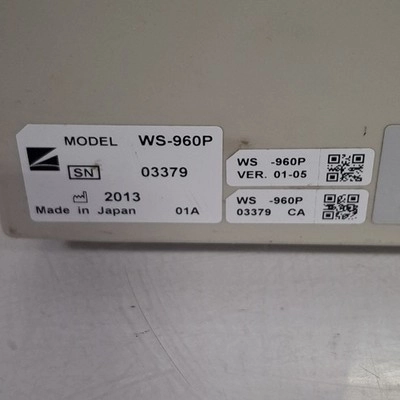 MODEL WS-960P
SN 03379
2013
Made in Japan 01A
WS -960P
VER. 01-05
WS -960P
03379 CA